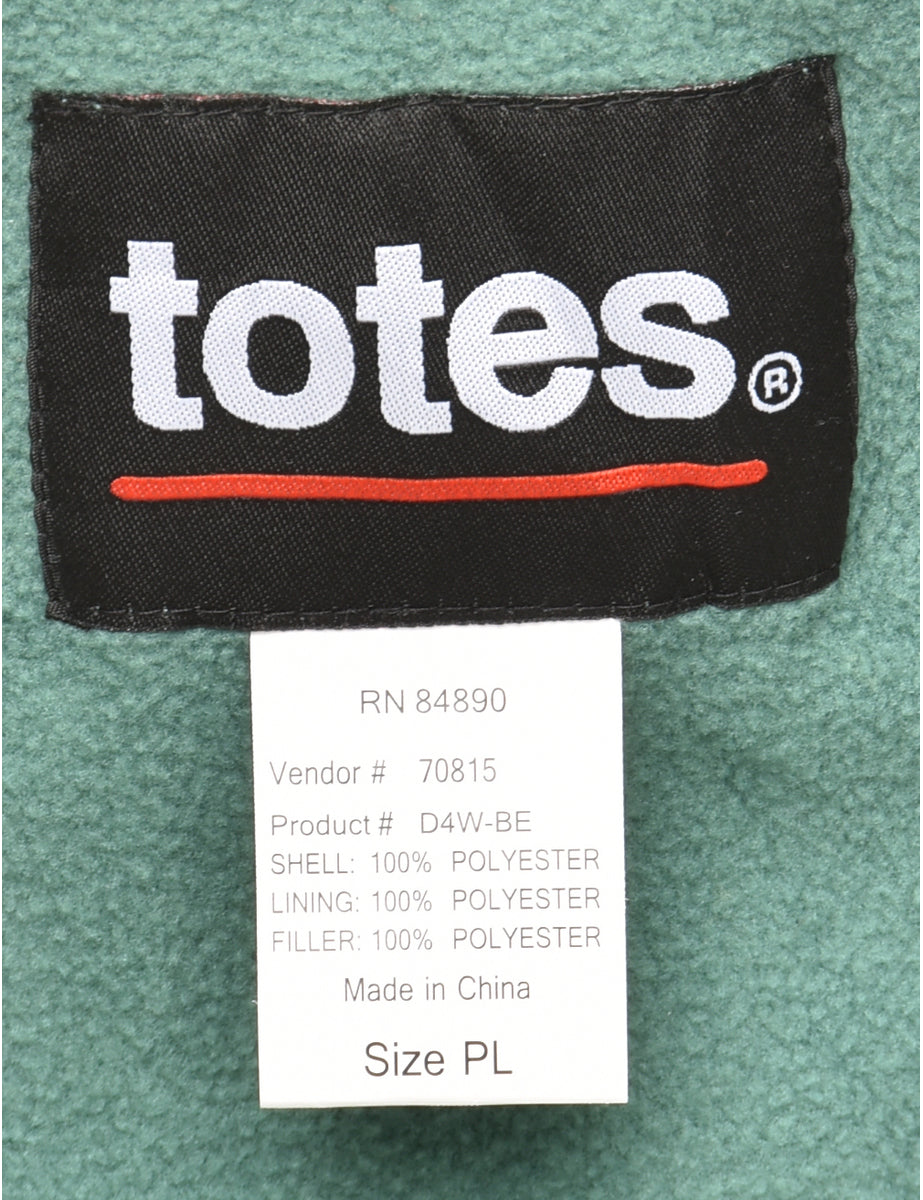 totes®
RN 84890
Vendor # 70815
Product # D4W-BE
SHELL: 100% POLYESTER
LINING: 100% POLYESTER
FILLER: 100% POLYESTER
Made in China
Size PL